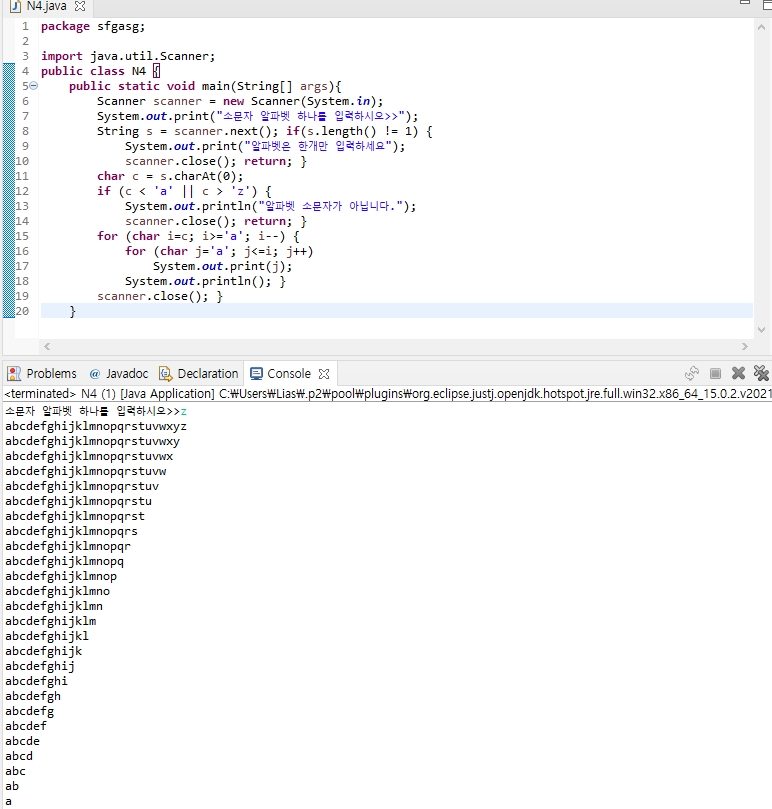 N4.java
1 package sfgasg;
2
3 import java.util.Scanner;
4 public class N4 {
5     public static void main(String[] args){
6         Scanner scanner = new Scanner(System.in);
7         System.out.print("소문자 알파벳 하나를 입력하시오>>");
8         String s = scanner.next(); if(s.length() != 1) {
9             System.out.print("알파벳은 한개만 입력하세요");
10             scanner.close(); return; }
11         char c = s.charAt(0);
12         if (c < 'a' || c > 'z') {
13             System.out.println("알파벳 소문자가 아닙니다.");
14             scanner.close(); return; }
15         for (char i=c; i>='a'; i--) {
16             for (char j='a'; j<=i; j++)
17                 System.out.print(j);
18             System.out.println(); }
19         scanner.close(); }
20     }
Problems @ Javadoc Declaration Console
<terminated> N4 (1) [Java Application] C:₩Users₩Lias₩.p2₩pool₩plugins₩org.eclipse.justj.openjdk.hotspot.jre.full.win32.x86_64_15.0.2.v2021
소문자 알파벳 하나를 입력하시오>>z
abcdefghijklmnopqrstuvwxyz
abcdefghijklmnopqrstuvwxy
abcdefghijklmnopqrstuvwx
abcdefghijklmnopqrstuvw
abcdefghijklmnopqrstuv
abcdefghijklmnopqrstu
abcdefghijklmnopqrst
abcdefghijklmnopqrs
abcdefghijklmnopqr
abcdefghijklmnopq
abcdefghijklmnop
abcdefghijklmno
abcdefghijklmn
abcdefghijklm
abcdefghijkl
abcdefghijk
abcdefghij
abcdefghi
abcdefgh
abcdefg
abcdef
abcde
abcd
abc
ab
a